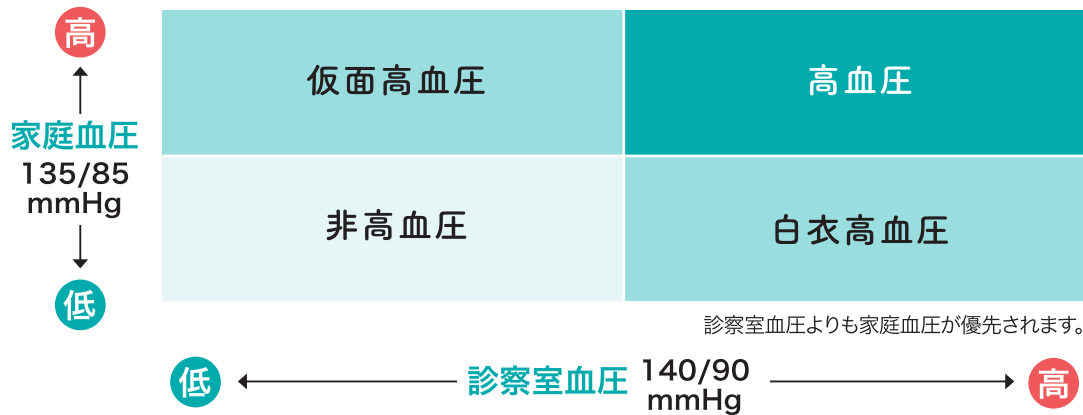 高
仮面高血圧
高血圧
家庭血圧
135/85
mmHg
非高血圧
白衣高血圧
低
診察室血圧よりも家庭血圧が優先されます。
低
診察室血圧
140/90
mmHg
高